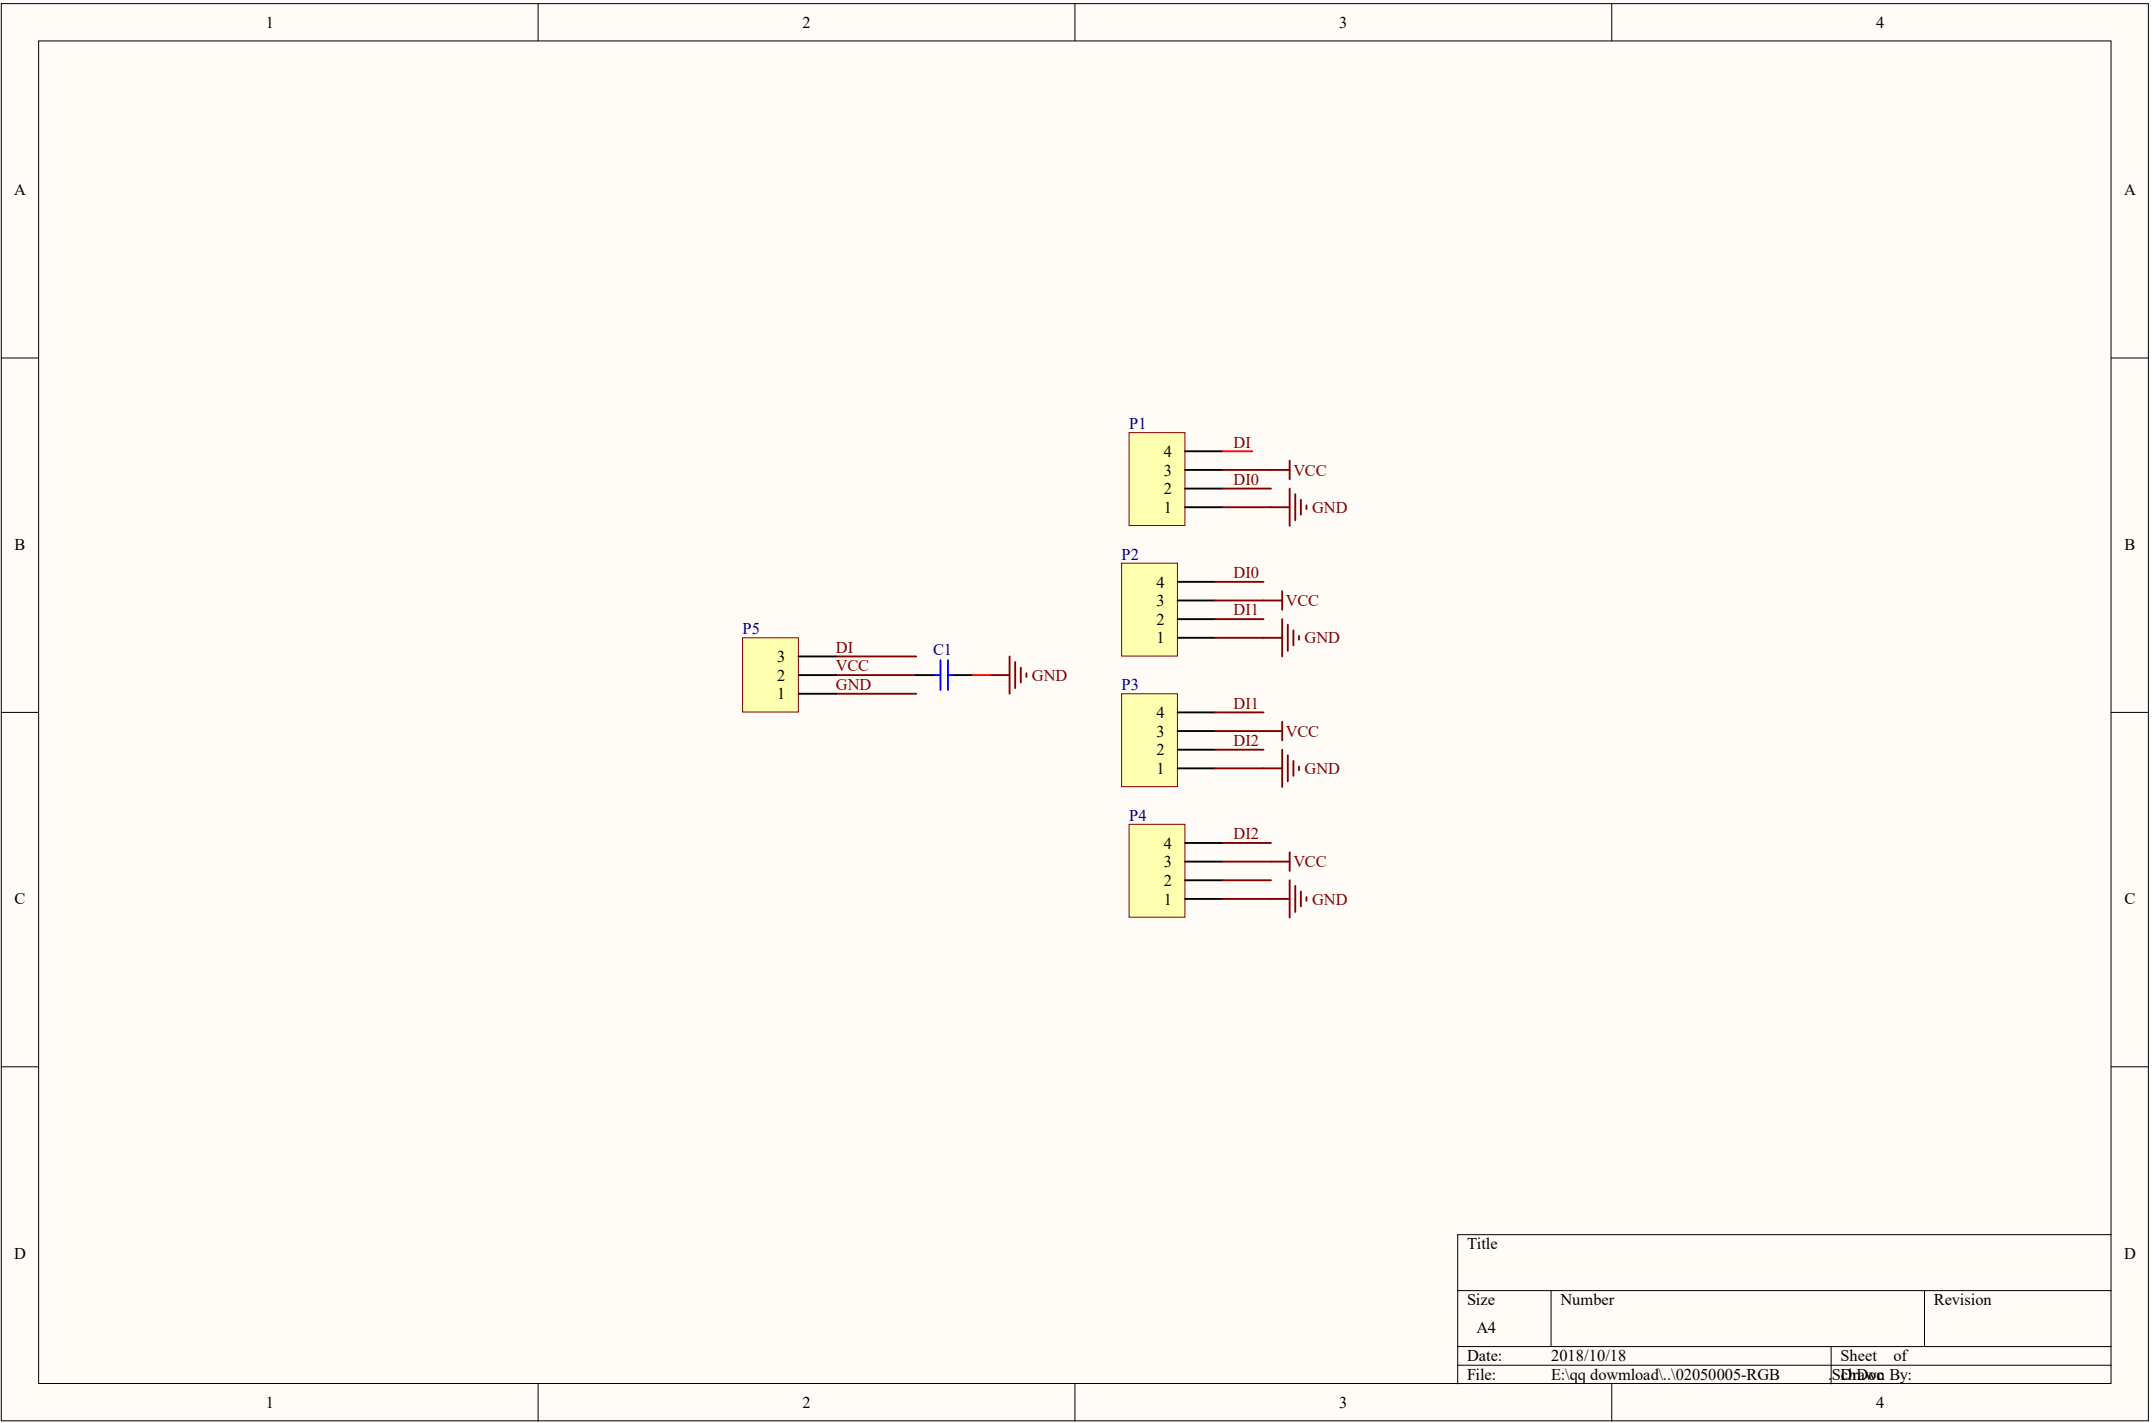 1 2 3 4
A A
P1
4 DI
3 VCC
2 DI0
1 GND
B B
P2
4 DI0
3 VCC
2 DI1
1 GND
P5
3 DI
2 VCC C1 GND
1 GND
P3
4 DI1
3 VCC
2 DI2
1 GND
P4
4 DI2
3 VCC
2
1 GND
C C
D D
Title
Size Number Revision
A4
Date: 2018/10/18 Sheet of
File: E:\qq dowmload\..\02050005-RGB .SchDoc Drawn By:
1 2 3 4